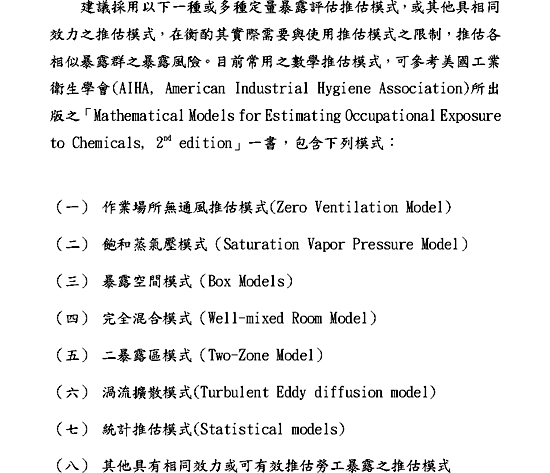 建議採用以下一種或多種定量暴露評估推估模式，或其他具相同
效力之推估模式，在衡酌其實際需要與使用推估模式之限制，推估各
相似暴露群之暴露風險。目前常用之數學推估模式，可參考美國工業
衛生學會(AIHA, American Industrial Hygiene Association)所出
版之「Mathematical Models for Estimating Occupational Exposure
to Chemicals, 2nd edition」一書，包含下列模式：
（一） 作業場所無通風推估模式(Zero Ventilation Model)
（二） 飽和蒸氣壓模式（Saturation Vapor Pressure Model）
（三） 暴露空間模式（Box Models）
（四） 完全混合模式（Well-mixed Room Model）
（五） 二暴露區模式（Two-Zone Model）
（六） 渦流擴散模式(Turbulent Eddy diffusion model)
（七） 統計推估模式(Statistical models)
（八） 其他具有相同效力或可有效推估勞工暴露之推估模式